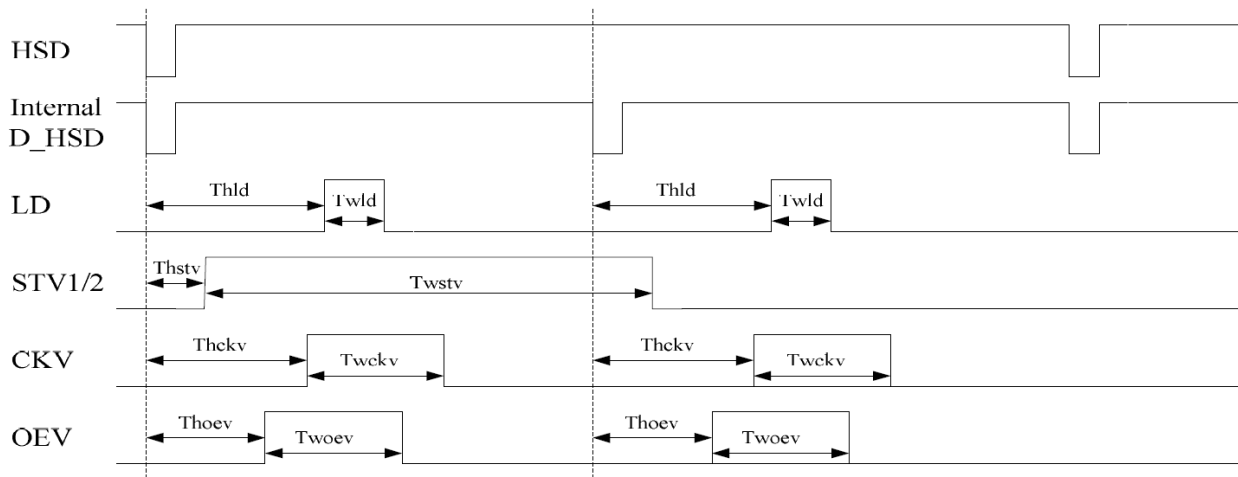 HSD
Internal
D_HSD
LD
Thld
Twld
Thld
Twld
STV1/2
Thstv
Twstv
CKV
Thckv
Twckv
Thckv
Twckv
OEV
Thoev
Twoev
Thoev
Twoev